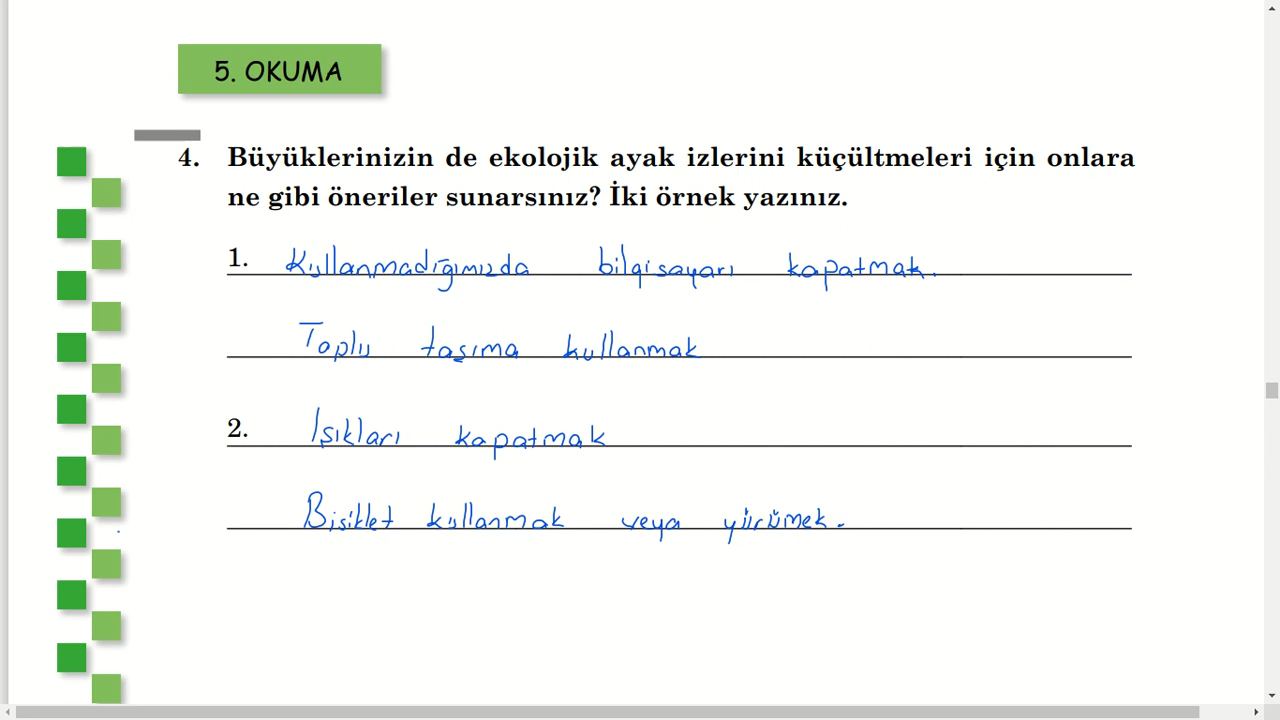 5. OKUMA
4. Büyüklerinizin de ekolojik ayak izlerini küçültmeleri için onlara
ne gibi öneriler sunarsınız? İki örnek yazınız.
1. Kullanmadığımızda bilgisayarı kapatmak.
Toplu taşıma kullanmak
2. Işıkları kapatmak
Bisiklet kullanmak veya yürümek.